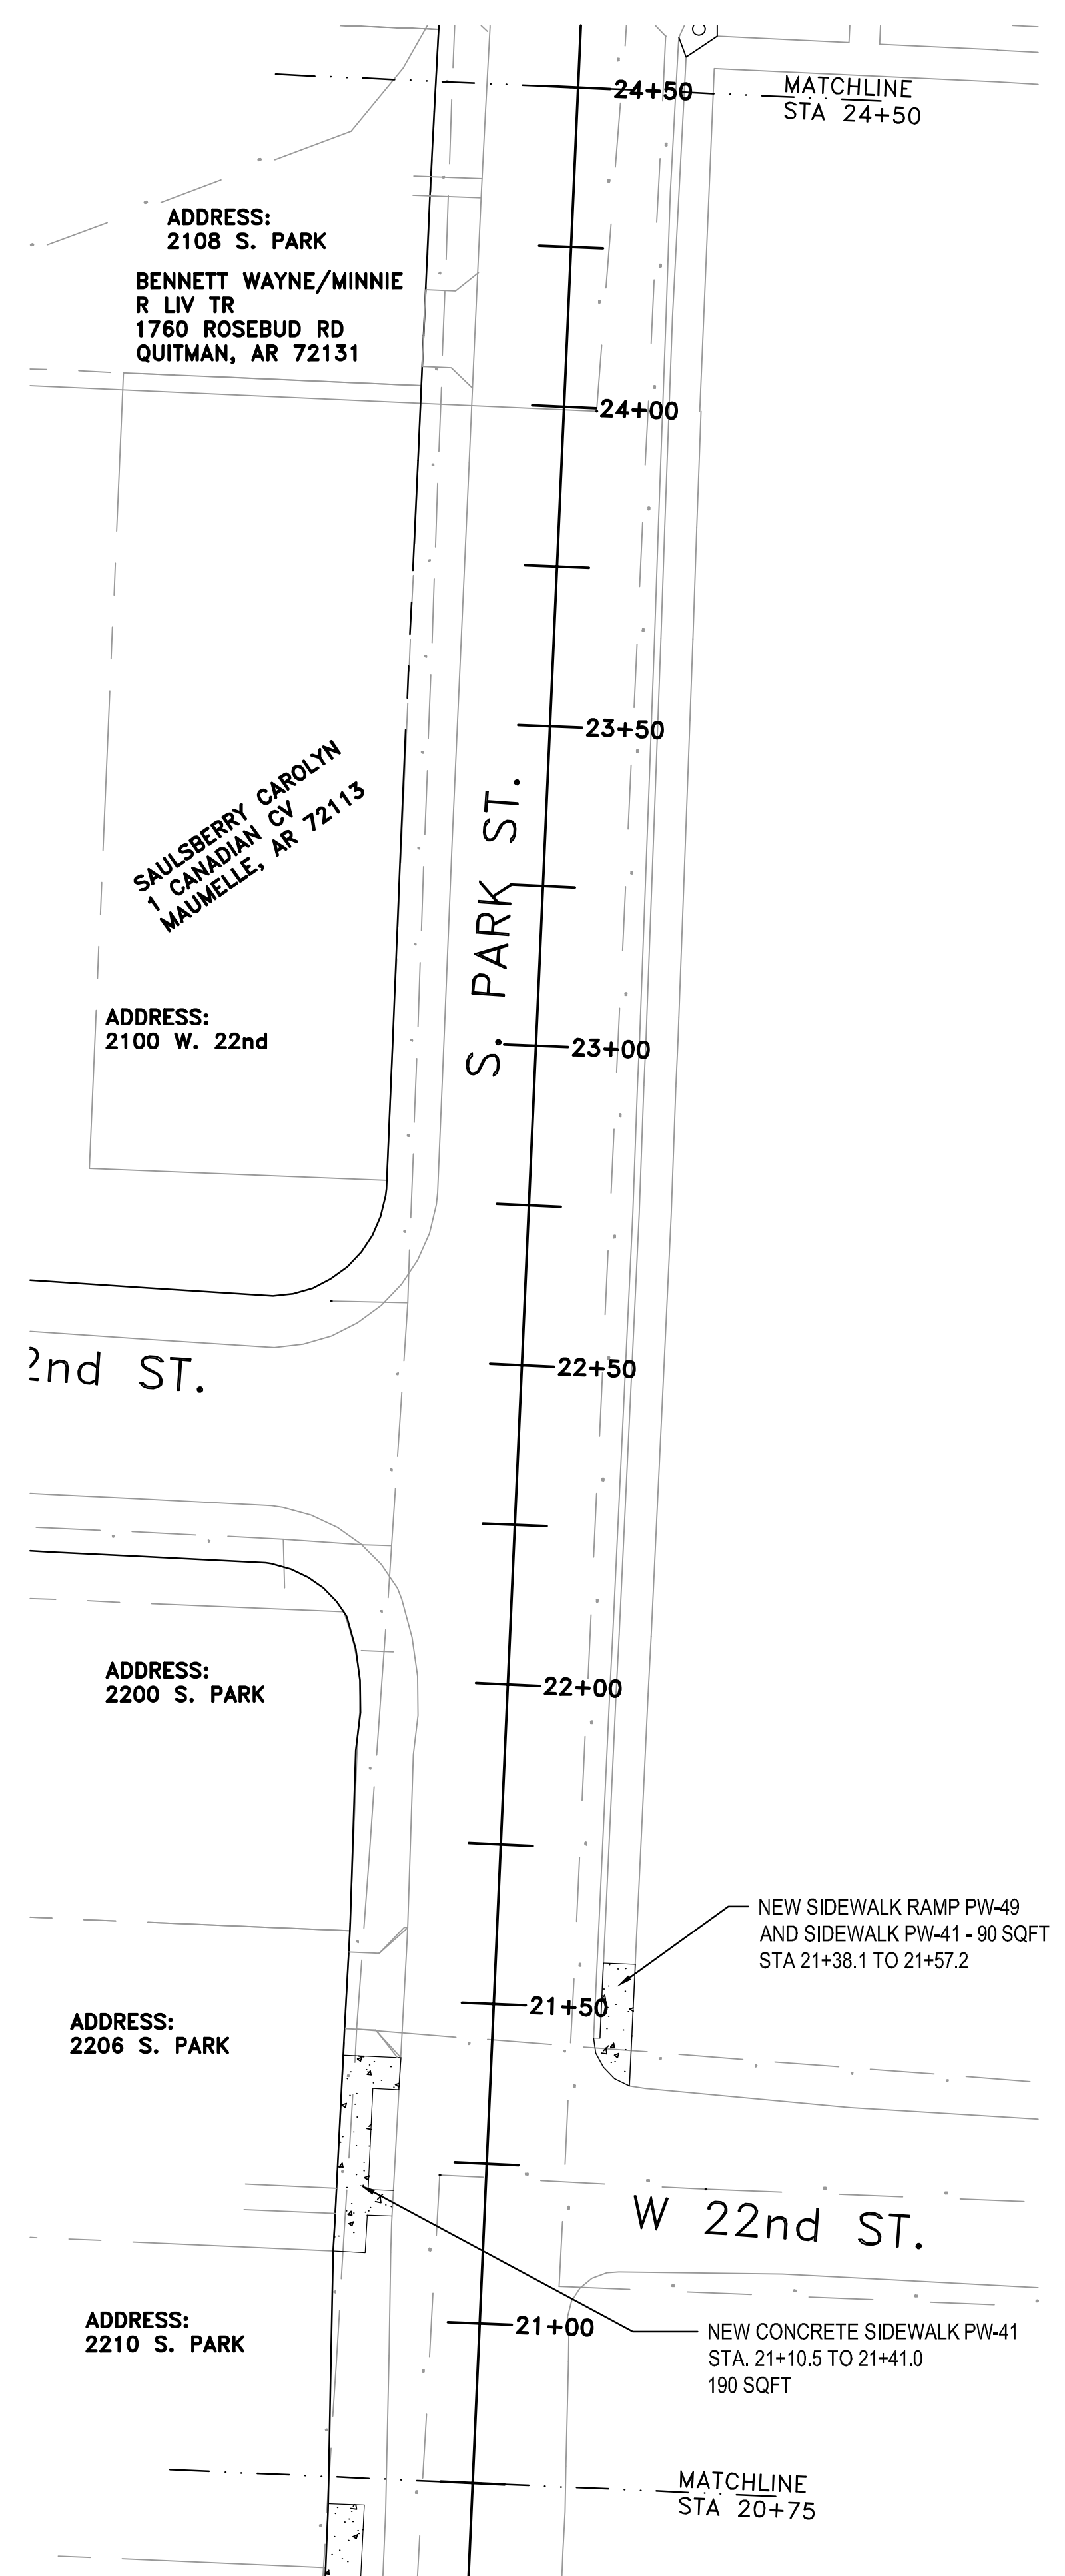 24+50
MATCHLINE
STA 24+50
ADDRESS:
2108 S. PARK
BENNETT WAYNE/MINNIE
R LIV TR
1760 ROSEBUD RD
QUITMAN, AR 72131
24+00
23+50
SAULSBERRY CAROLYN
1 CANADIAN CV
MAUMELLE, AR 72113
S. PARK ST.
ADDRESS:
2100 W. 22nd
23+00
22+50
2nd ST.
ADDRESS:
2200 S. PARK
22+00
NEW SIDEWALK RAMP PW-49
AND SIDEWALK PW-41 - 90 SQFT
STA 21+38.1 TO 21+57.2
21+50
ADDRESS:
2206 S. PARK
W 22nd ST.
ADDRESS:
2210 S. PARK
21+00
NEW CONCRETE SIDEWALK PW-41
STA. 21+10.5 TO 21+41.0
190 SQFT
MATCHLINE
STA 20+75